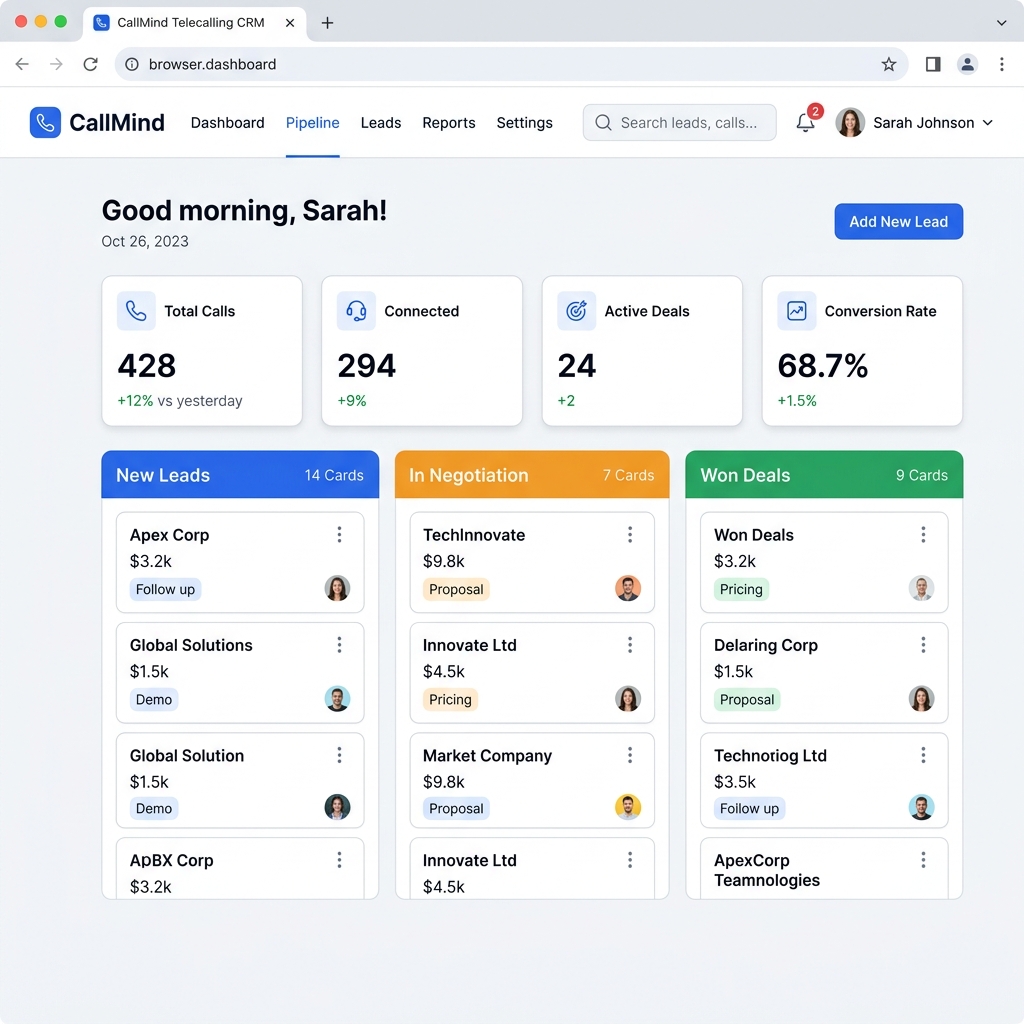 CallMind Telecalling CRM
browser.dashboard
CallMind
Dashboard
Pipeline
Leads
Reports
Settings
Search leads, calls...
2
Sarah Johnson
Good morning, Sarah!
Oct 26, 2023
Add New Lead
Total Calls
428
+12% vs yesterday
Connected
294
+9%
Active Deals
24
+2
Conversion Rate
68.7%
+1.5%
New Leads
14 Cards
Apex Corp
$3.2k
Follow up
Global Solutions
$1.5k
Demo
Global Solution
$1.5k
Demo
ApBX Corp
$3.2k
In Negotiation
7 Cards
TechInnovate
$9.8k
Proposal
Innovate Ltd
$4.5k
Pricing
Market Company
$9.8k
Proposal
Innovate Ltd
$4.5k
Won Deals
9 Cards
Won Deals
$3.2k
Pricing
Delaring Corp
$1.5k
Proposal
Technoriog Ltd
$3.5k
Follow up
ApexCorp
Teamnologies